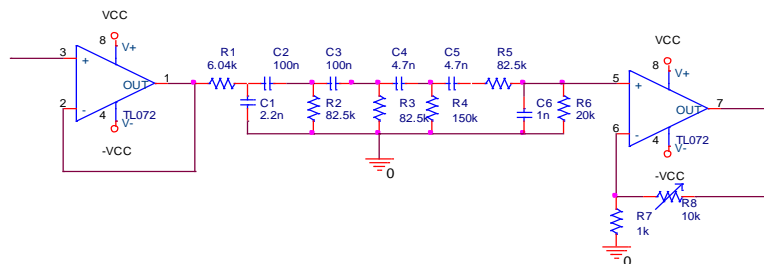 VCC
VCC
R1
6.04k
C2
100n
C3
100n
C4
4.7n
C5
4.7n
R5
82.5k
8
V+
3
+
OUT
1
2
-
4
V-
TL072
-VCC
C1
2.2n
R2
82.5k
R3
82.5k
R4
150k
C6
1n
R6
20k
0
8
V+
5
+
OUT
7
6
-
4
V-
TL072
-VCC
R7
1k
R8
10k
0